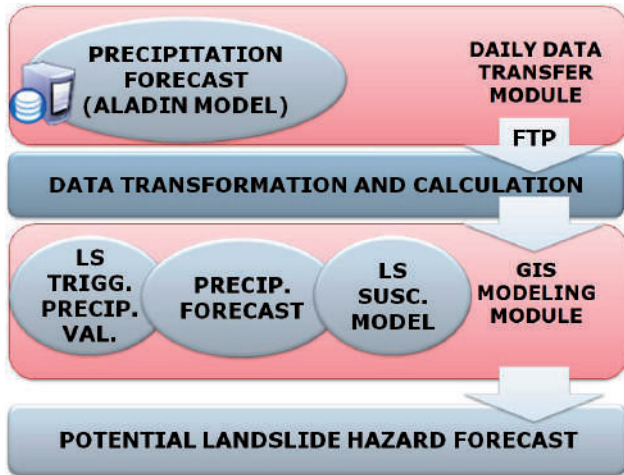 PRECIPITATION
FORECAST
(ALADIN MODEL)
DAILY DATA
TRANSFER
MODULE
FTP
DATA TRANSFORMATION AND CALCULATION
LS
TRIGG.
PRECIP.
VAL.
PRECIP.
FORECAST
LS
SUSC.
MODEL
GIS
MODELING
MODULE
POTENTIAL LANDSLIDE HAZARD FORECAST